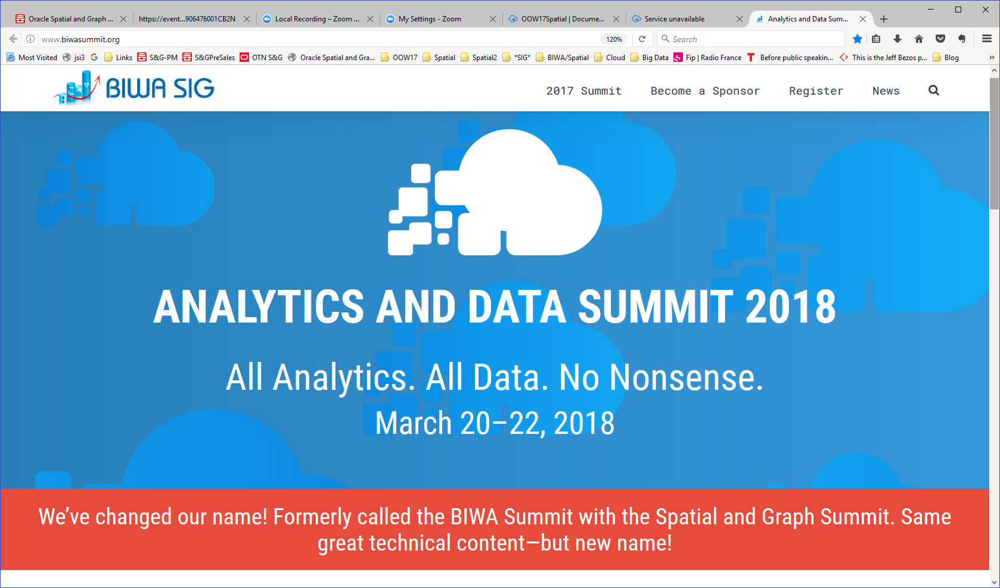 Oracle Spatial and Graph ...
https://event...906476001CB2N
Local Recording – Zoom ...
My Settings - Zoom
OOW17Spatial | Docume...
Service unavailable
Analytics and Data Sum...
www.biwasummit.org
120%
Search
Most Visited
jsi3
Links
S&G-PM
S&GPreSales
OTN S&G
Oracle Spatial and Gra...
OOW17
Spatial
Spatial2
*SIG*
BIWA/Spatial
Cloud
Big Data
Fip | Radio France
Before public speakin...
This is the Jeff Bezos p...
Blog
BIWA SIG
2017 Summit
Become a Sponsor
Register
News
ANALYTICS AND DATA SUMMIT 2018
All Analytics. All Data. No Nonsense.
March 20–22, 2018
We’ve changed our name! Formerly called the BIWA Summit with the Spatial and Graph Summit. Same
great technical content—but new name!